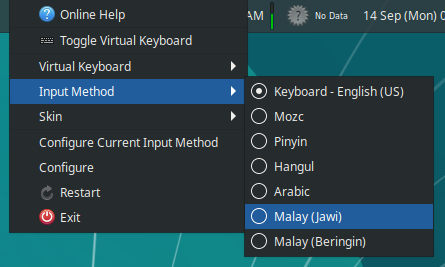 AM
No Data
14 Sep (Mon)
Online Help
Toggle Virtual Keyboard
Virtual Keyboard
Input Method
Skin
Configure Current Input Method
Configure
Restart
Exit
Keyboard - English (US)
Mozc
Pinyin
Hangul
Arabic
Malay (Jawi)
Malay (Beringin)